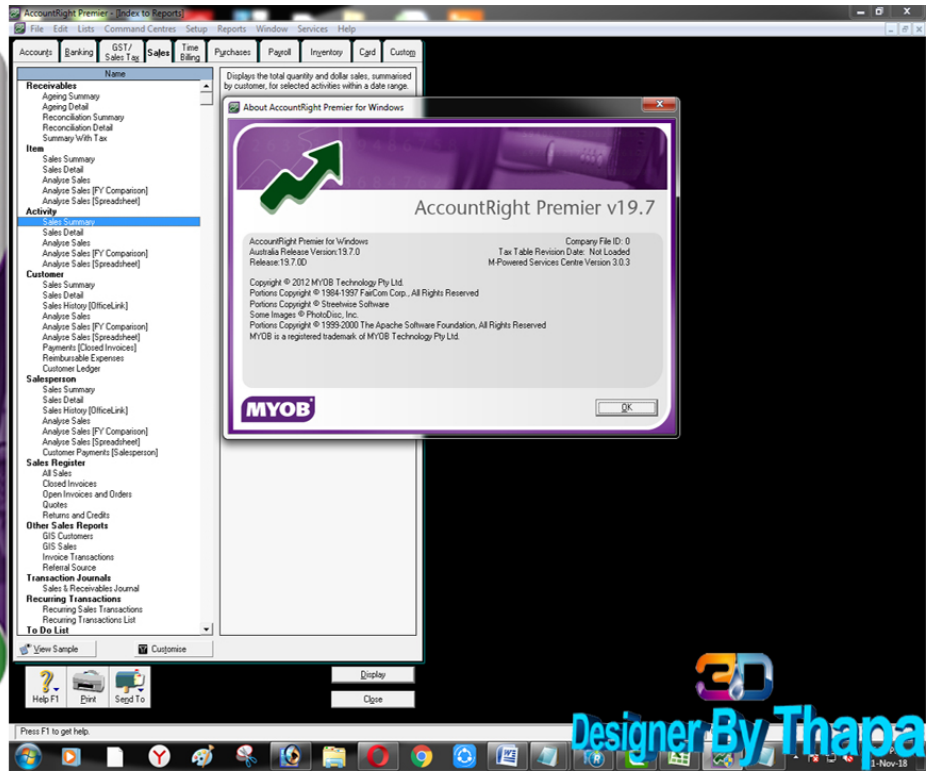 AccountRight Premier - [Index to Reports]
File Edit Lists Command Centres Setup Reports Window Services Help
Accounts Banking GST/ Sales Tax Sales Time Billing Purchases Payroll Inventory Card Custom
Name
Receivables
Ageing Summary
Ageing Detail
Reconciliation Summary
Reconciliation Detail
Summary With Tax
Item
Sales Summary
Sales Detail
Analyse Sales
Analyse Sales [FY Comparison]
Analyse Sales [Spreadsheet]
Activity
Sales Summary
Sales Detail
Analyse Sales
Analyse Sales [FY Comparison]
Analyse Sales [Spreadsheet]
Customer
Sales Summary
Sales Detail
Sales History [OfficeLink]
Analyse Sales
Analyse Sales [FY Comparison]
Analyse Sales [Spreadsheet]
Payments [Closed Invoices]
Reimbursable Expenses
Customer Ledger
Salesperson
Sales Summary
Sales Detail
Sales History [OfficeLink]
Analyse Sales
Analyse Sales [FY Comparison]
Analyse Sales [Spreadsheet]
Customer Payments [Salesperson]
Sales Register
All Sales
Closed Invoices
Open Invoices and Orders
Quotes
Returns and Credits
Other Sales Reports
GIS Customers
GIS Sales
Invoice Transactions
Referral Source
Transaction Journals
Sales & Receivables Journal
Recurring Transactions
Recurring Sales Transactions
Recurring Transactions List
To Do List
Displays the total quantity and dollar sales, summarised
by customer, for selected activities within a date range.
About AccountRight Premier for Windows
AccountRight Premier v19.7
AccountRight Premier for Windows
Australia Release Version:19.7.0
Release:19.7.0D
Company File ID: 0
Tax Table Revision Date: Not Loaded
M-Powered Services Centre Version 3.0.3
Copyright © 2012 MYOB Technology Pty Ltd.
Portions Copyright © 1984-1997 FairCom Corp., All Rights Reserved
Portions Copyright © Streetwise Software
Some Images © PhotoDisc, Inc.
Portions Copyright © 1999-2000 The Apache Software Foundation, All Rights Reserved
MYOB is a registered trademark of MYOB Technology Pty Ltd.
MYOB
OK
View Sample Customise
Help F1 Print Send To
Display
Close
Press F1 to get help.
3D
Designer By Thapa
1-Nov-18